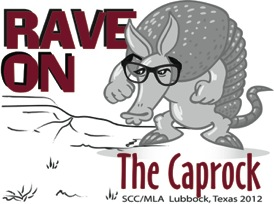 RAVE
ON
The Caprock
SCC/MLA Lubbock, Texas 2012